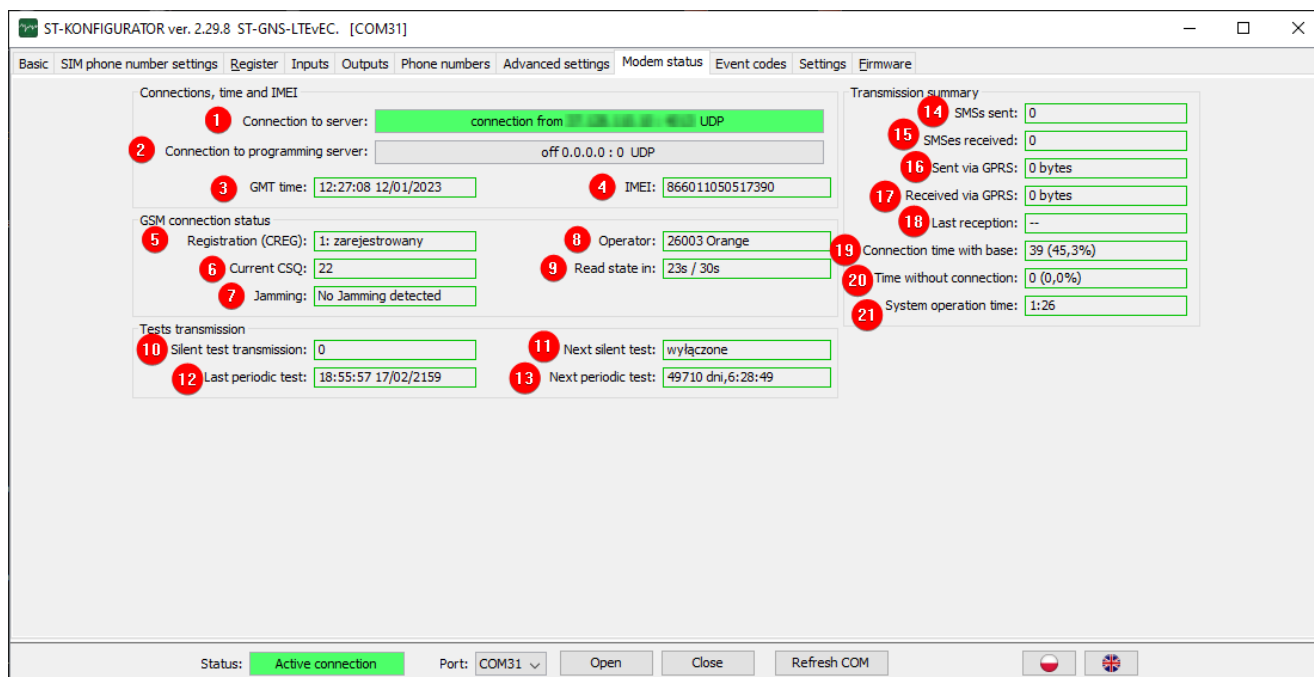 ST-KONFIGURATOR ver. 2.29.8 ST-GNS-LTEvEC. [COM31]
Basic SIM phone number settings Register Inputs Outputs Phone numbers Advanced settings Modem status Event codes Settings Firmware
Connections, time and IMEI
1 Connection to server: connection from UDP
2 Connection to programming server: off 0.0.0.0 : 0 UDP
3 GMT time: 12:27:08 12/01/2023 4 IMEI: 866011050517390
GSM connection status
5 Registration (CREG): 1: zarejestrowany 8 Operator: 26003 Orange
6 Current CSQ: 22 9 Read state in: 23s / 30s
7 Jamming: No Jamming detected
Tests transmission
10 Silent test transmission: 0 11 Next silent test: wyłączone
12 Last periodic test: 18:55:57 17/02/2159 13 Next periodic test: 49710 dni,6:28:49
Transmission summary
14 SMSs sent: 0
15 SMSes received: 0
16 Sent via GPRS: 0 bytes
17 Received via GPRS: 0 bytes
18 Last reception: --
19 Connection time with base: 39 (45,3%)
20 Time without connection: 0 (0,0%)
21 System operation time: 1:26
Status: Active connection Port: COM31 Open Close Refresh COM